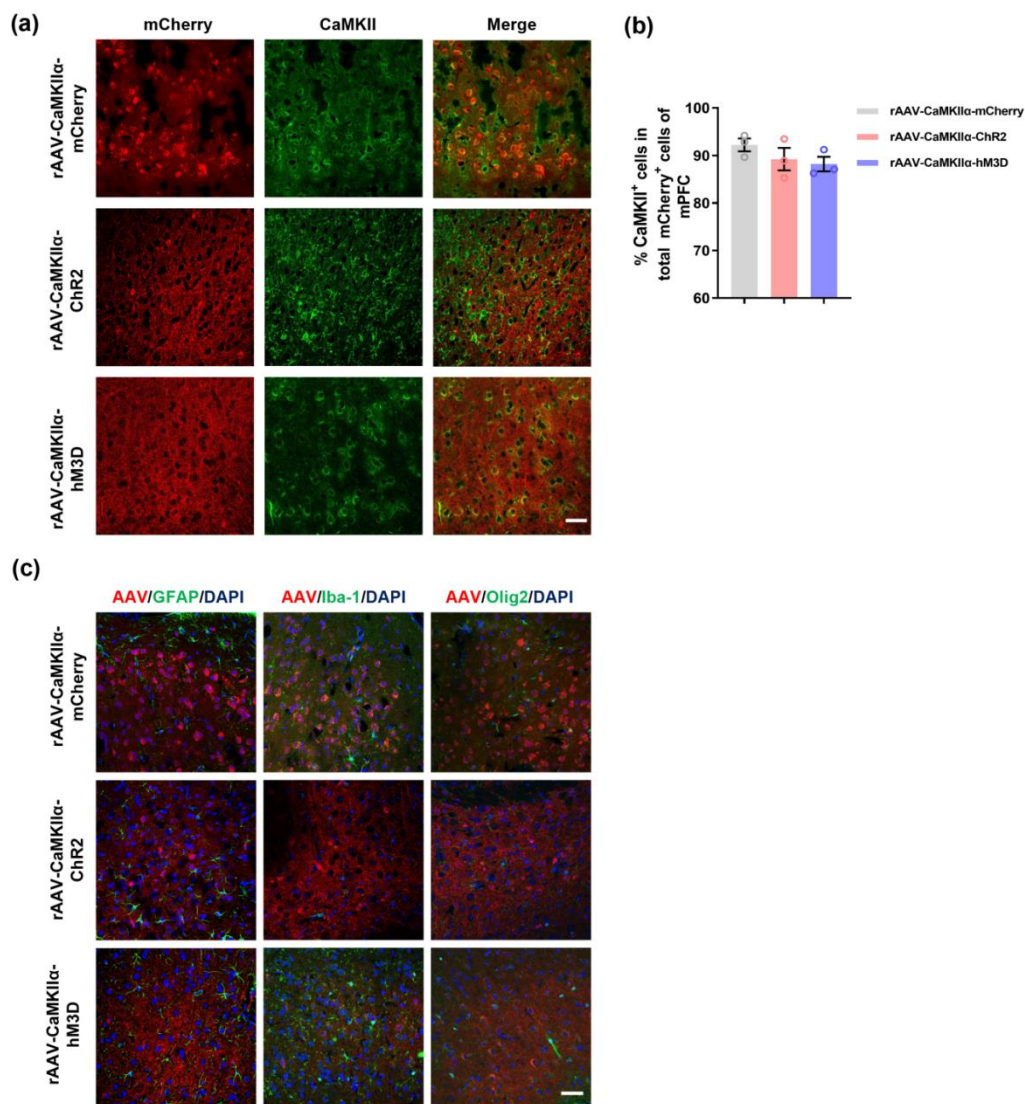 (a)
mCherry
CaMKII
Merge
rAAV-CaMKIIα-
mCherry
rAAV-CaMKIIα-
ChR2
rAAV-CaMKIIα-
hM3D
(b)
% CaMKII⁺ cells in
total mCherry⁺ cells of
mPFC
100
90
80
70
60
rAAV-CaMKIIα-mCherry
rAAV-CaMKIIα-ChR2
rAAV-CaMKIIα-hM3D
(c)
AAV/GFAP/DAPI
AAV/Iba-1/DAPI
AAV/Olig2/DAPI
rAAV-CaMKIIα-
mCherry
rAAV-CaMKIIα-
ChR2
rAAV-CaMKIIα-
hM3D